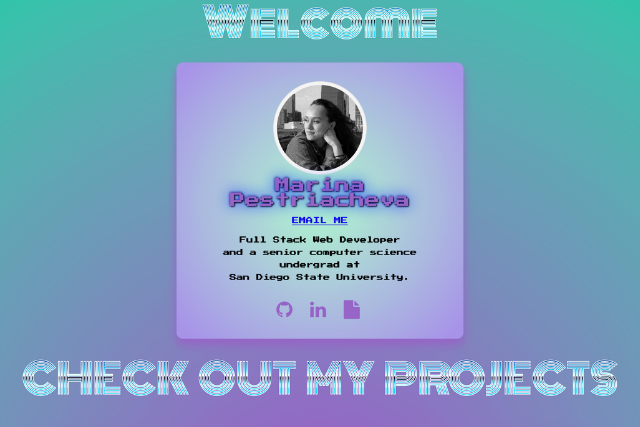 Welcome
Marina
Pestriacheva
EMAIL ME
Full Stack Web Developer
and a senior computer science
undergrad at
San Diego State University.
in
CHECK OUT MY PROJECTS